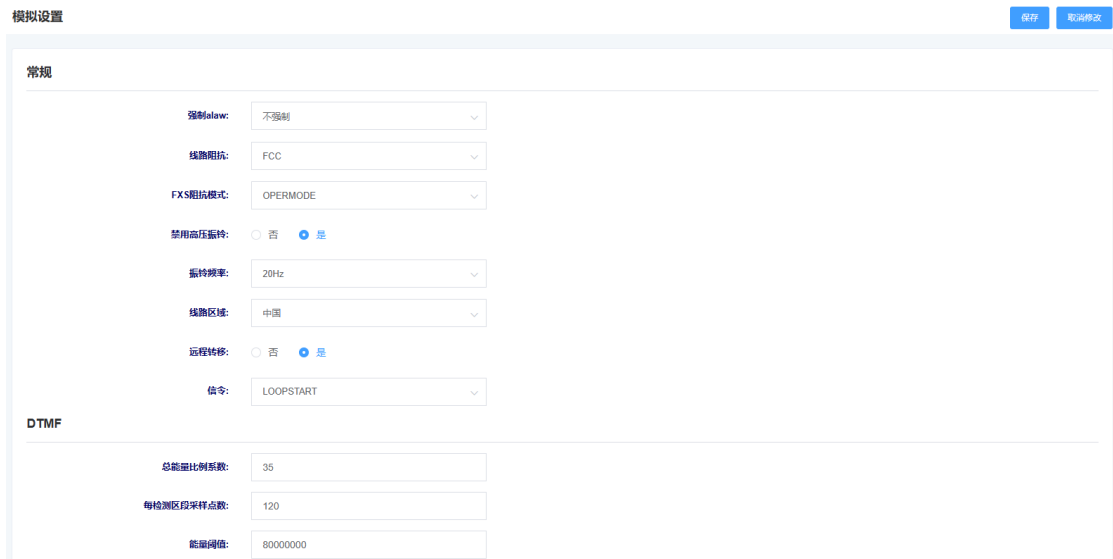 模拟设置 保存 取消修改
常规
强制alaw: 不强制
线路阻抗: FCC
FXS阻抗模式: OPERMODE
禁用高压振铃: 否 是
振铃频率: 20Hz
线路区域: 中国
远程转移: 否 是
信令: LOOPSTART
DTMF
总能量比例系数: 35
每检测区段采样点数: 120
能量阈值: 80000000